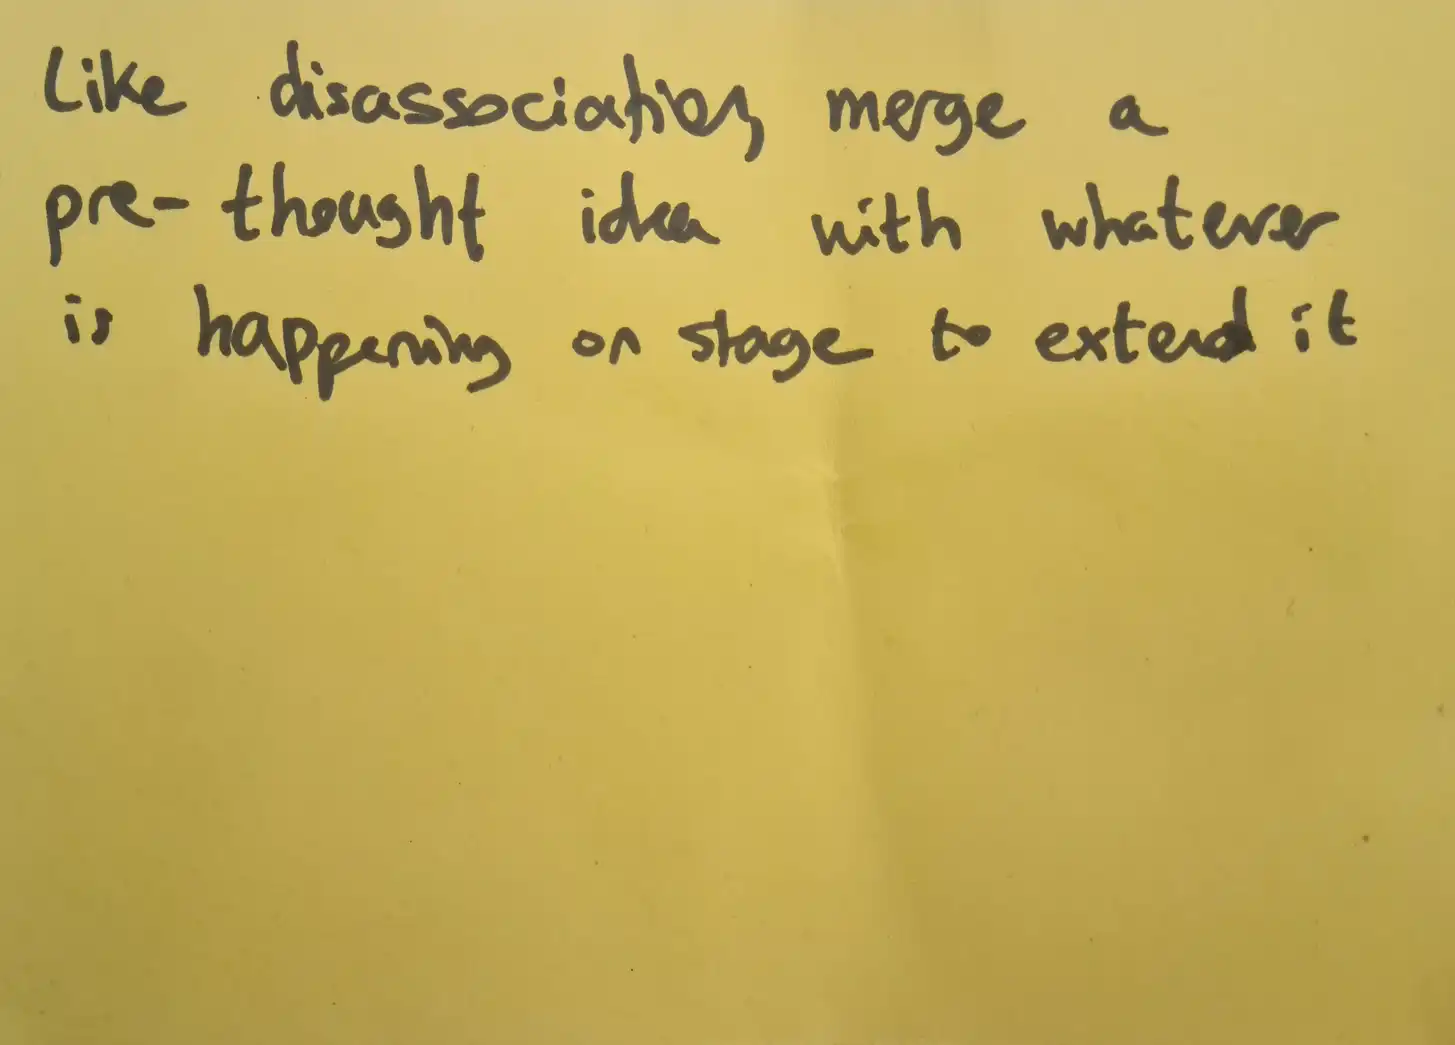 Like disassociation, merge a
pre-thought idea with whatever
is happening on stage to extend it